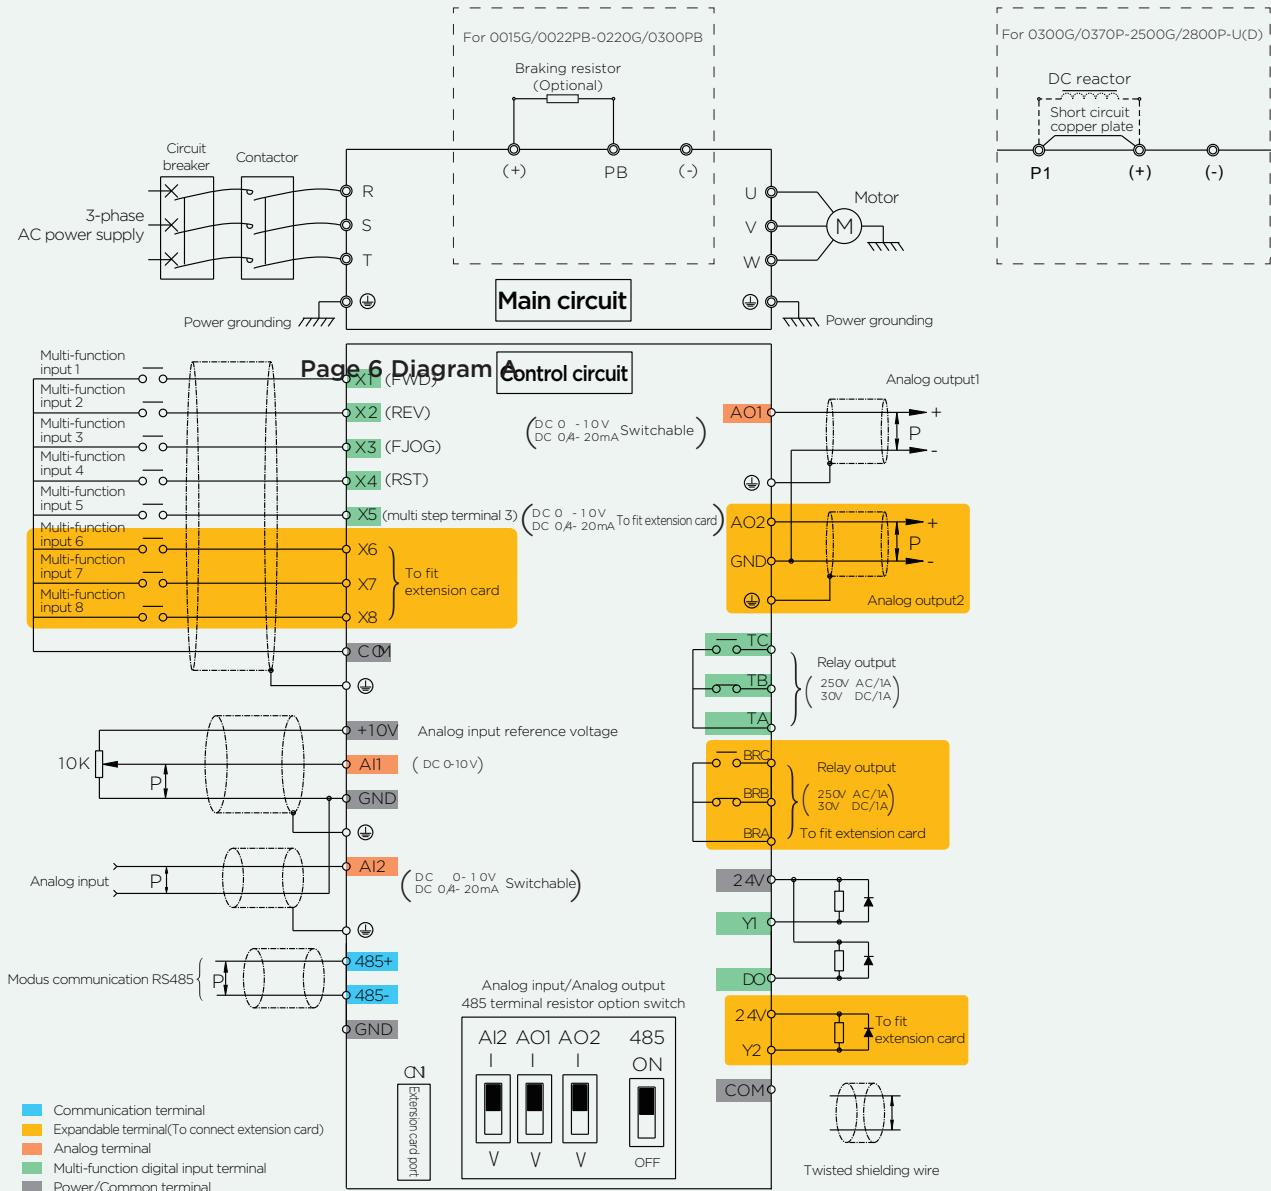 For 0015G/0022PB-0220G/0300PB
Braking resistor
(Optional)
(+)
PB
(-)
For 0300G/0370P-2500G/2800P-U(D)
DC reactor
Short circuit
copper plate
P1
(+)
(-)
Circuit
breaker
Contactor
3-phase
AC power supply
R
S
T
U
V
W
Motor
M
Main circuit
Power grounding
Power grounding
Page 6 Diagram A
Control circuit
Multi-function
input 1
Multi-function
input 2
Multi-function
input 3
Multi-function
input 4
Multi-function
input 5
Multi-function
input 6
Multi-function
input 7
Multi-function
input 8
X1 (FWD)
X2 (REV)
X3 (FJOG)
X4 (RST)
X5 (multi step terminal 3)
X6
X7
X8
To fit
extension card
COM
DC 0 -10V
DC 0/4-20mA Switchable
DC 0 -10V
DC 0/4-20mA To fit extension card
Analog output1
AO1
+
P
-
AO2
+
P
GND
-
Analog output2
TC
TB
TA
Relay output
250V AC/1A
30V DC/1A
BRC
BRB
BRA
Relay output
250V AC/1A
30V DC/1A
To fit extension card
10K
P
+10V Analog input reference voltage
AI1 (DC 0-10V)
GND
Analog input
P
AI2
DC 0-10V
DC 0/4-20mA Switchable
Modus communication RS485
P
485+
485-
GND
24V
Y1
DO
24V
Y2
To fit
extension card
COM
Twisted shielding wire
Analog input/Analog output
485 terminal resistor option switch
AI2 AO1 AO2 485
I I I ON
V V V OFF
CN1
Extension card port
Communication terminal
Expandable terminal(To connect extension card)
Analog terminal
Multi-function digital input terminal
Power/Common terminal